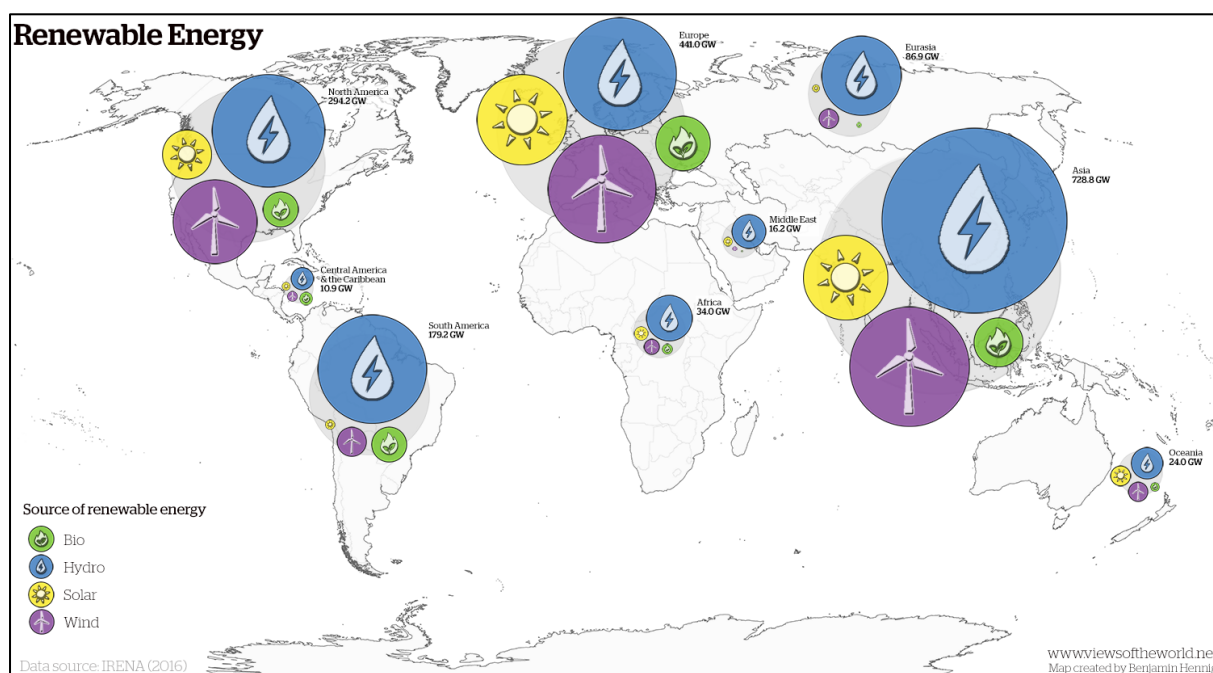 Renewable Energy
Europe
441.0 GW
Eurasia
86.9 GW
North America
294.2 GW
Asia
728.8 GW
Middle East
16.2 GW
Central America
& the Caribbean
10.9 GW
Africa
34.0 GW
South America
179.2 GW
Oceania
24.0 GW
Source of renewable energy
Bio
Hydro
Solar
Wind
Data source: IRENA (2016)
www.viewsoftheworld.ne
Map created by Benjamin Hennig